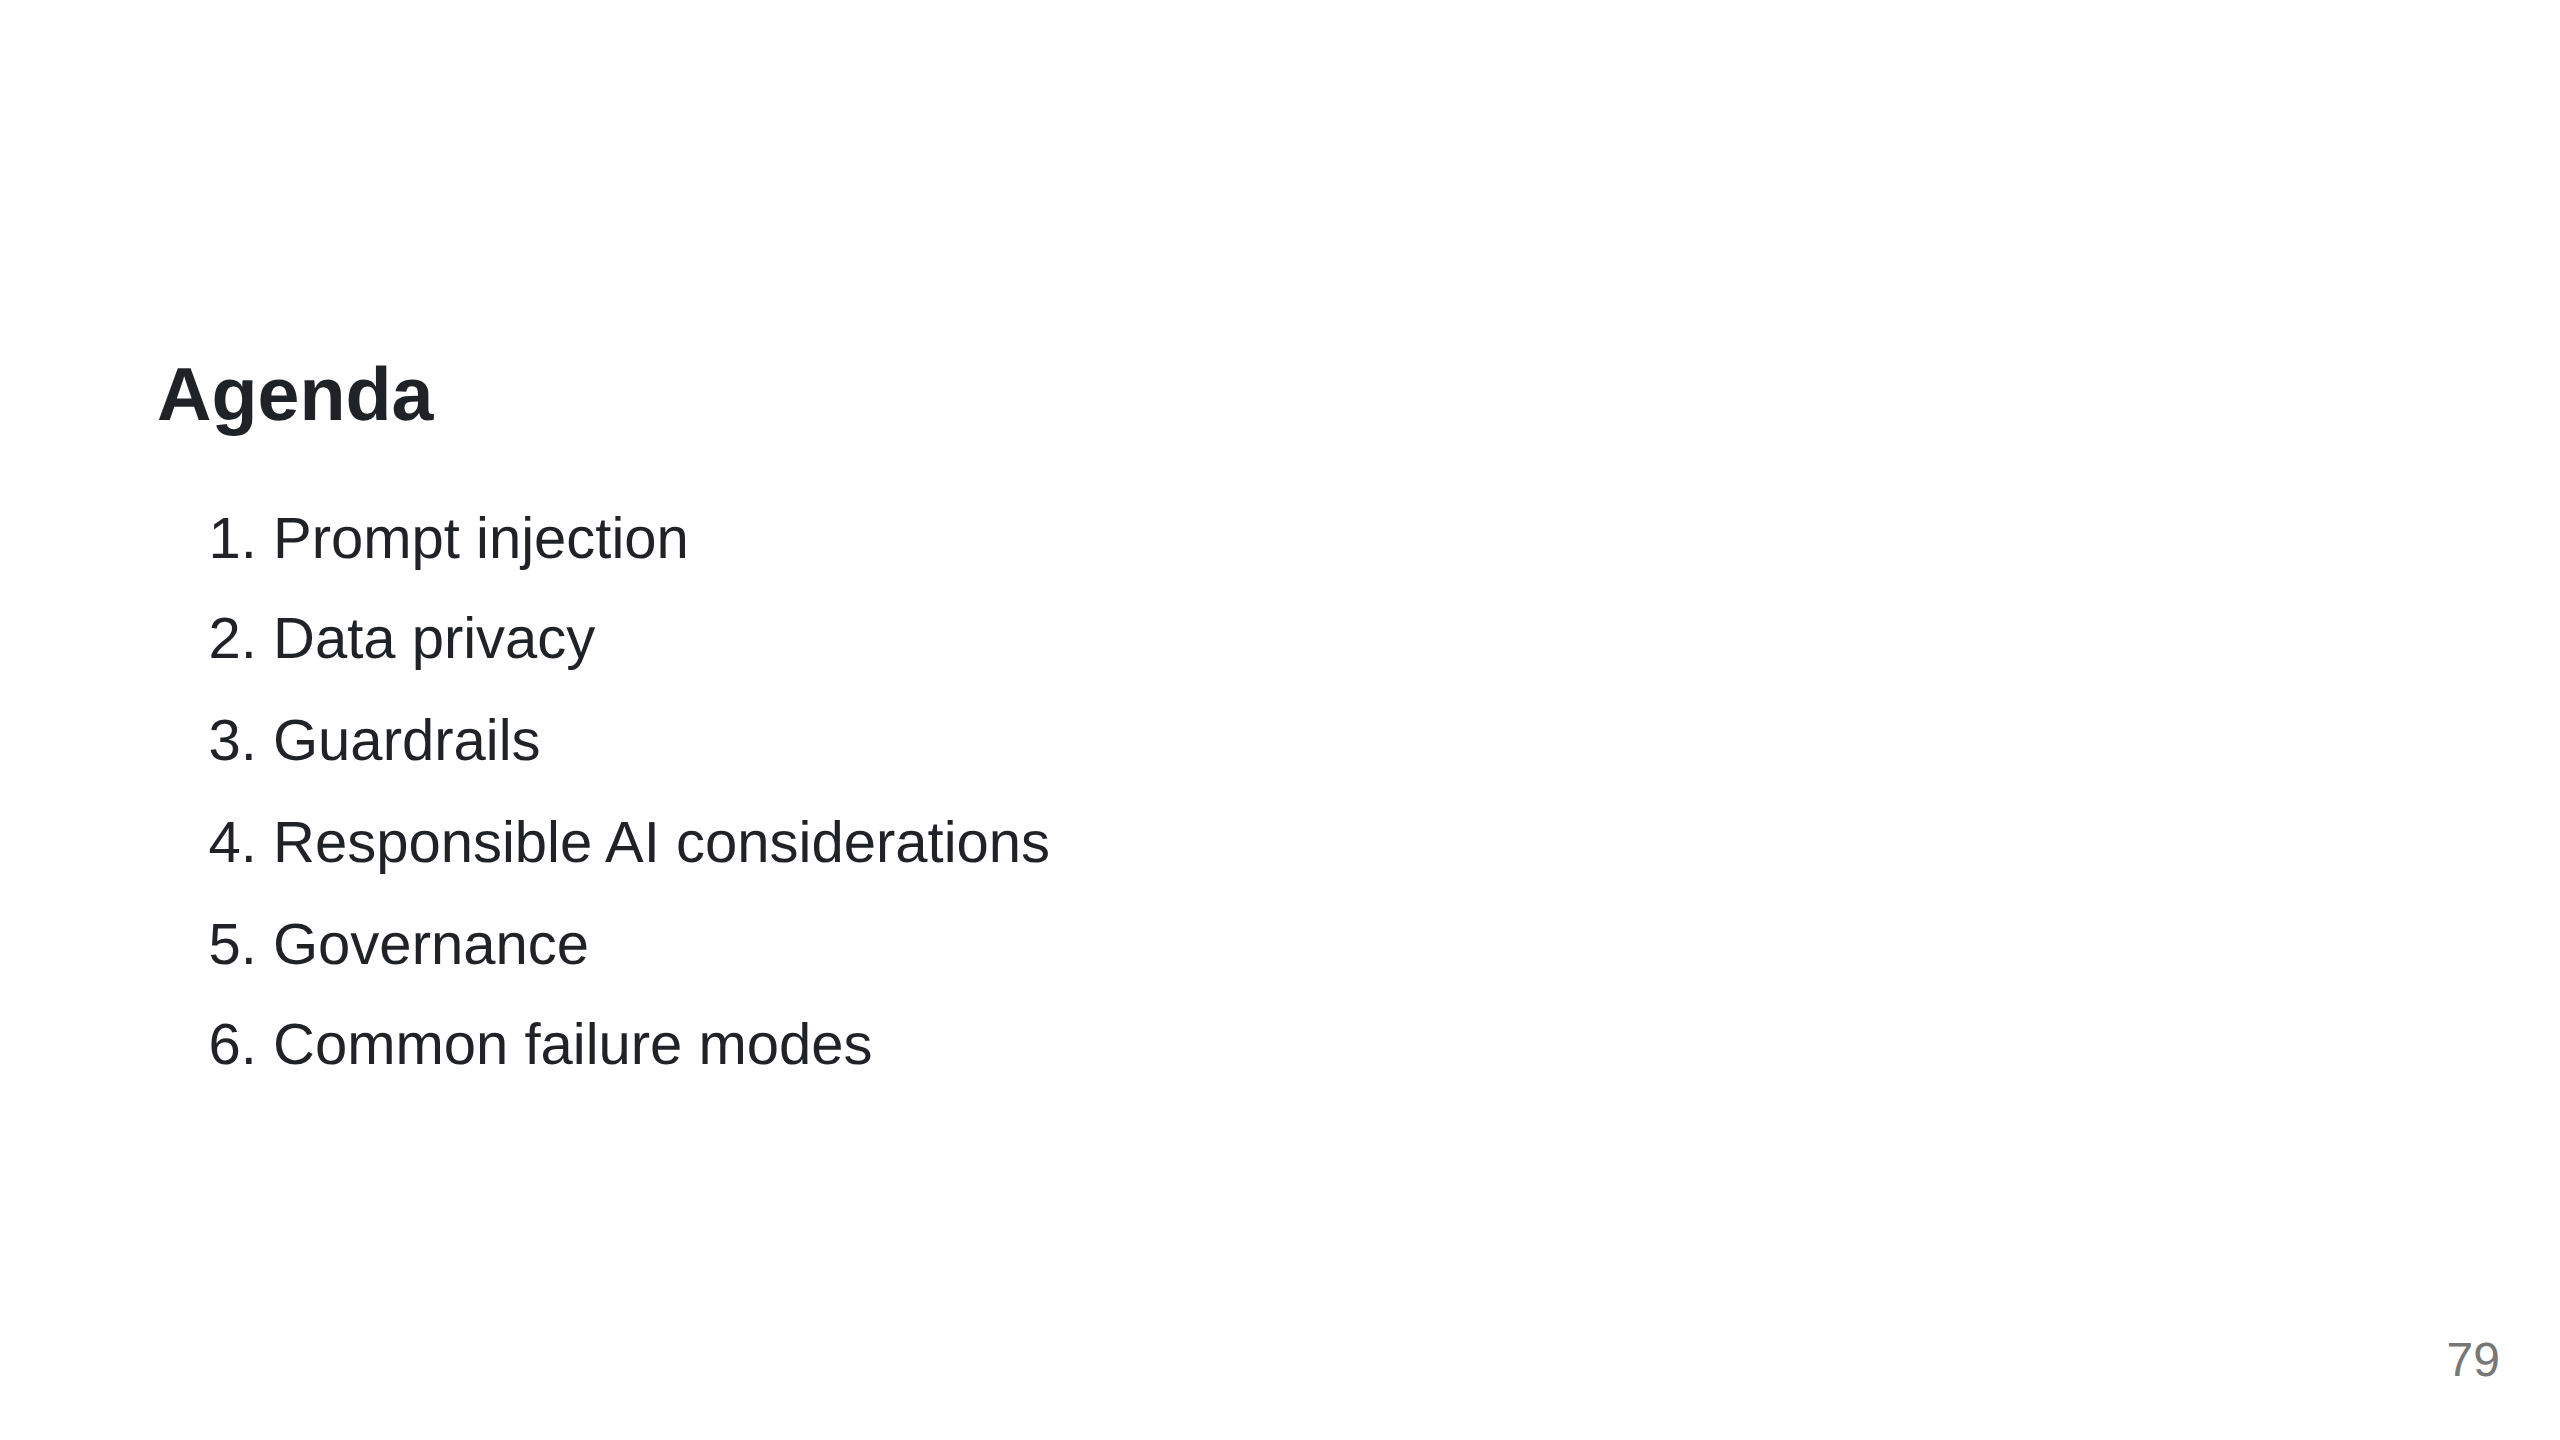 Agenda
1. Prompt injection
2. Data privacy
3. Guardrails
4. Responsible AI considerations
5. Governance
6. Common failure modes
79